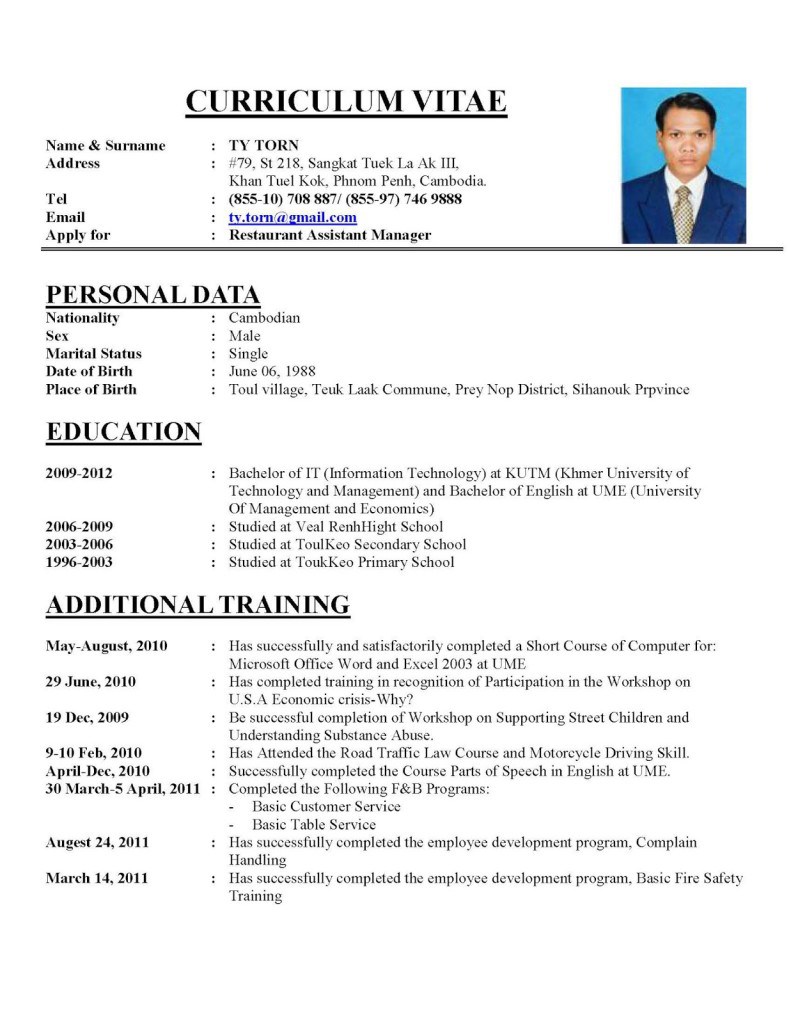 CURRICULUM VITAE
Name & Surname : TY TORN
Address : #79, St 218, Sangkat Tuek La Ak III,
Khan Tuel Kok, Phnom Penh, Cambodia.
Tel : (855-10) 708 887/ (855-97) 746 9888
Email : ty.torn@gmail.com
Apply for : Restaurant Assistant Manager
PERSONAL DATA
Nationality : Cambodian
Sex : Male
Marital Status : Single
Date of Birth : June 06, 1988
Place of Birth : Toul village, Teuk Laak Commune, Prey Nop District, Sihanouk Prpvince
EDUCATION
2009-2012 : Bachelor of IT (Information Technology) at KUTM (Khmer University of
Technology and Management) and Bachelor of English at UME (University
Of Management and Economics)
2006-2009 : Studied at Veal RenhHight School
2003-2006 : Studied at ToulKeo Secondary School
1996-2003 : Studied at ToukKeo Primary School
ADDITIONAL TRAINING
May-August, 2010 : Has successfully and satisfactorily completed a Short Course of Computer for:
Microsoft Office Word and Excel 2003 at UME
29 June, 2010 : Has completed training in recognition of Participation in the Workshop on
U.S.A Economic crisis-Why?
19 Dec, 2009 : Be successful completion of Workshop on Supporting Street Children and
Understanding Substance Abuse.
9-10 Feb, 2010 : Has Attended the Road Traffic Law Course and Motorcycle Driving Skill.
April-Dec, 2010 : Successfully completed the Course Parts of Speech in English at UME.
30 March-5 April, 2011 : Completed the Following F&B Programs:
- Basic Customer Service
- Basic Table Service
Augest 24, 2011 : Has successfully completed the employee development program, Complain
Handling
March 14, 2011 : Has successfully completed the employee development program, Basic Fire Safety
Training